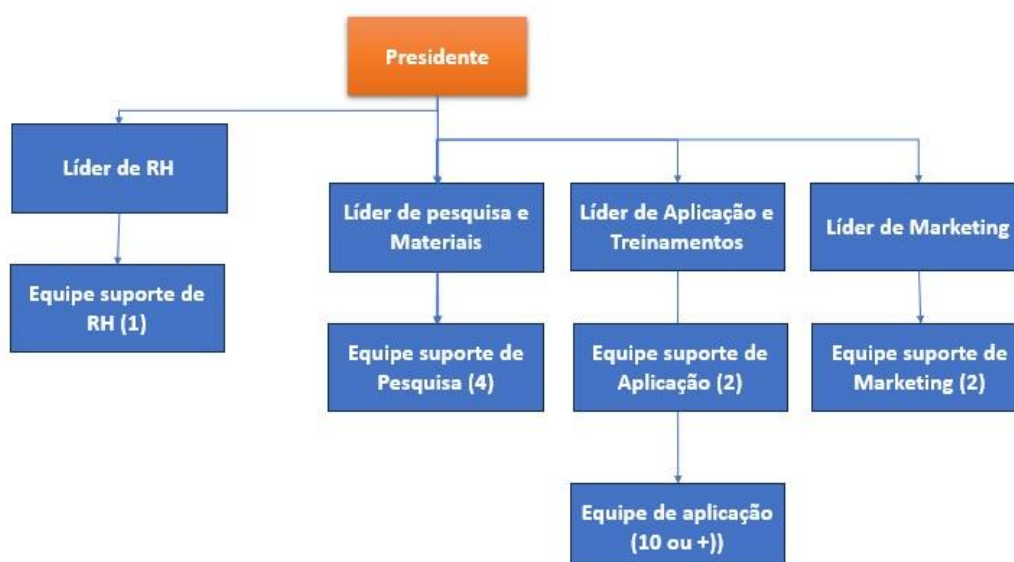 Presidente
Líder de RH
Líder de pesquisa e
Materiais
Líder de Aplicação e
Treinamentos
Líder de Marketing
Equipe suporte de
RH (1)
Equipe suporte de
Pesquisa (4)
Equipe suporte de
Aplicação (2)
Equipe suporte de
Marketing (2)
Equipe de aplicação
(10 ou +))